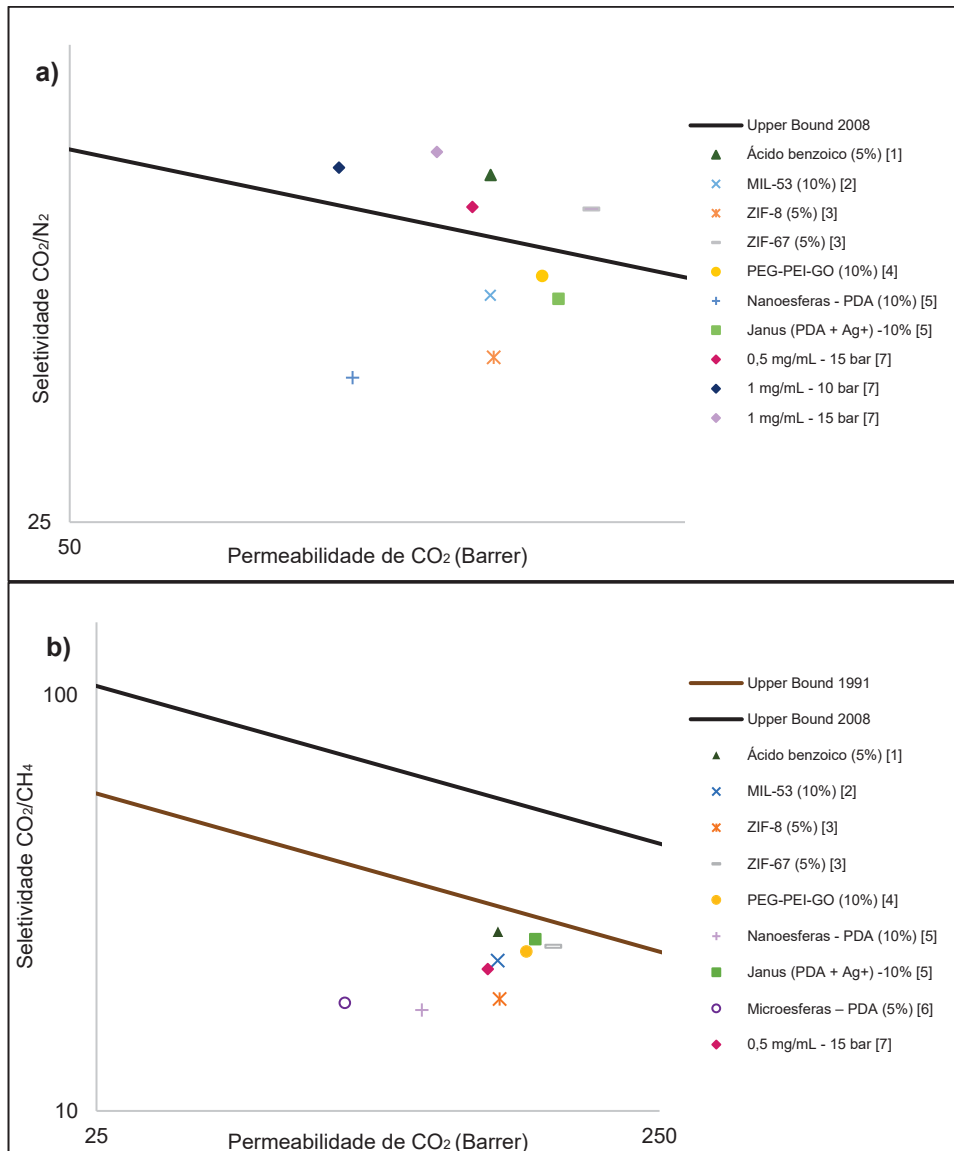 a)
Seletividade CO₂/N₂
25
50
Permeabilidade de CO₂ (Barrer)
Upper Bound 2008
Ácido benzoico (5%) [1]
MIL-53 (10%) [2]
ZIF-8 (5%) [3]
ZIF-67 (5%) [3]
PEG-PEI-GO (10%) [4]
Nanoesferas - PDA (10%) [5]
Janus (PDA + Ag+) -10% [5]
0,5 mg/mL - 15 bar [7]
1 mg/mL - 10 bar [7]
1 mg/mL - 15 bar [7]
b)
Seletividade CO₂/CH₄
100
10
25
Permeabilidade de CO₂ (Barrer)
250
Upper Bound 1991
Upper Bound 2008
Ácido benzoico (5%) [1]
MIL-53 (10%) [2]
ZIF-8 (5%) [3]
ZIF-67 (5%) [3]
PEG-PEI-GO (10%) [4]
Nanoesferas - PDA (10%) [5]
Janus (PDA + Ag+) -10% [5]
Microesferas – PDA (5%) [6]
0,5 mg/mL - 15 bar [7]